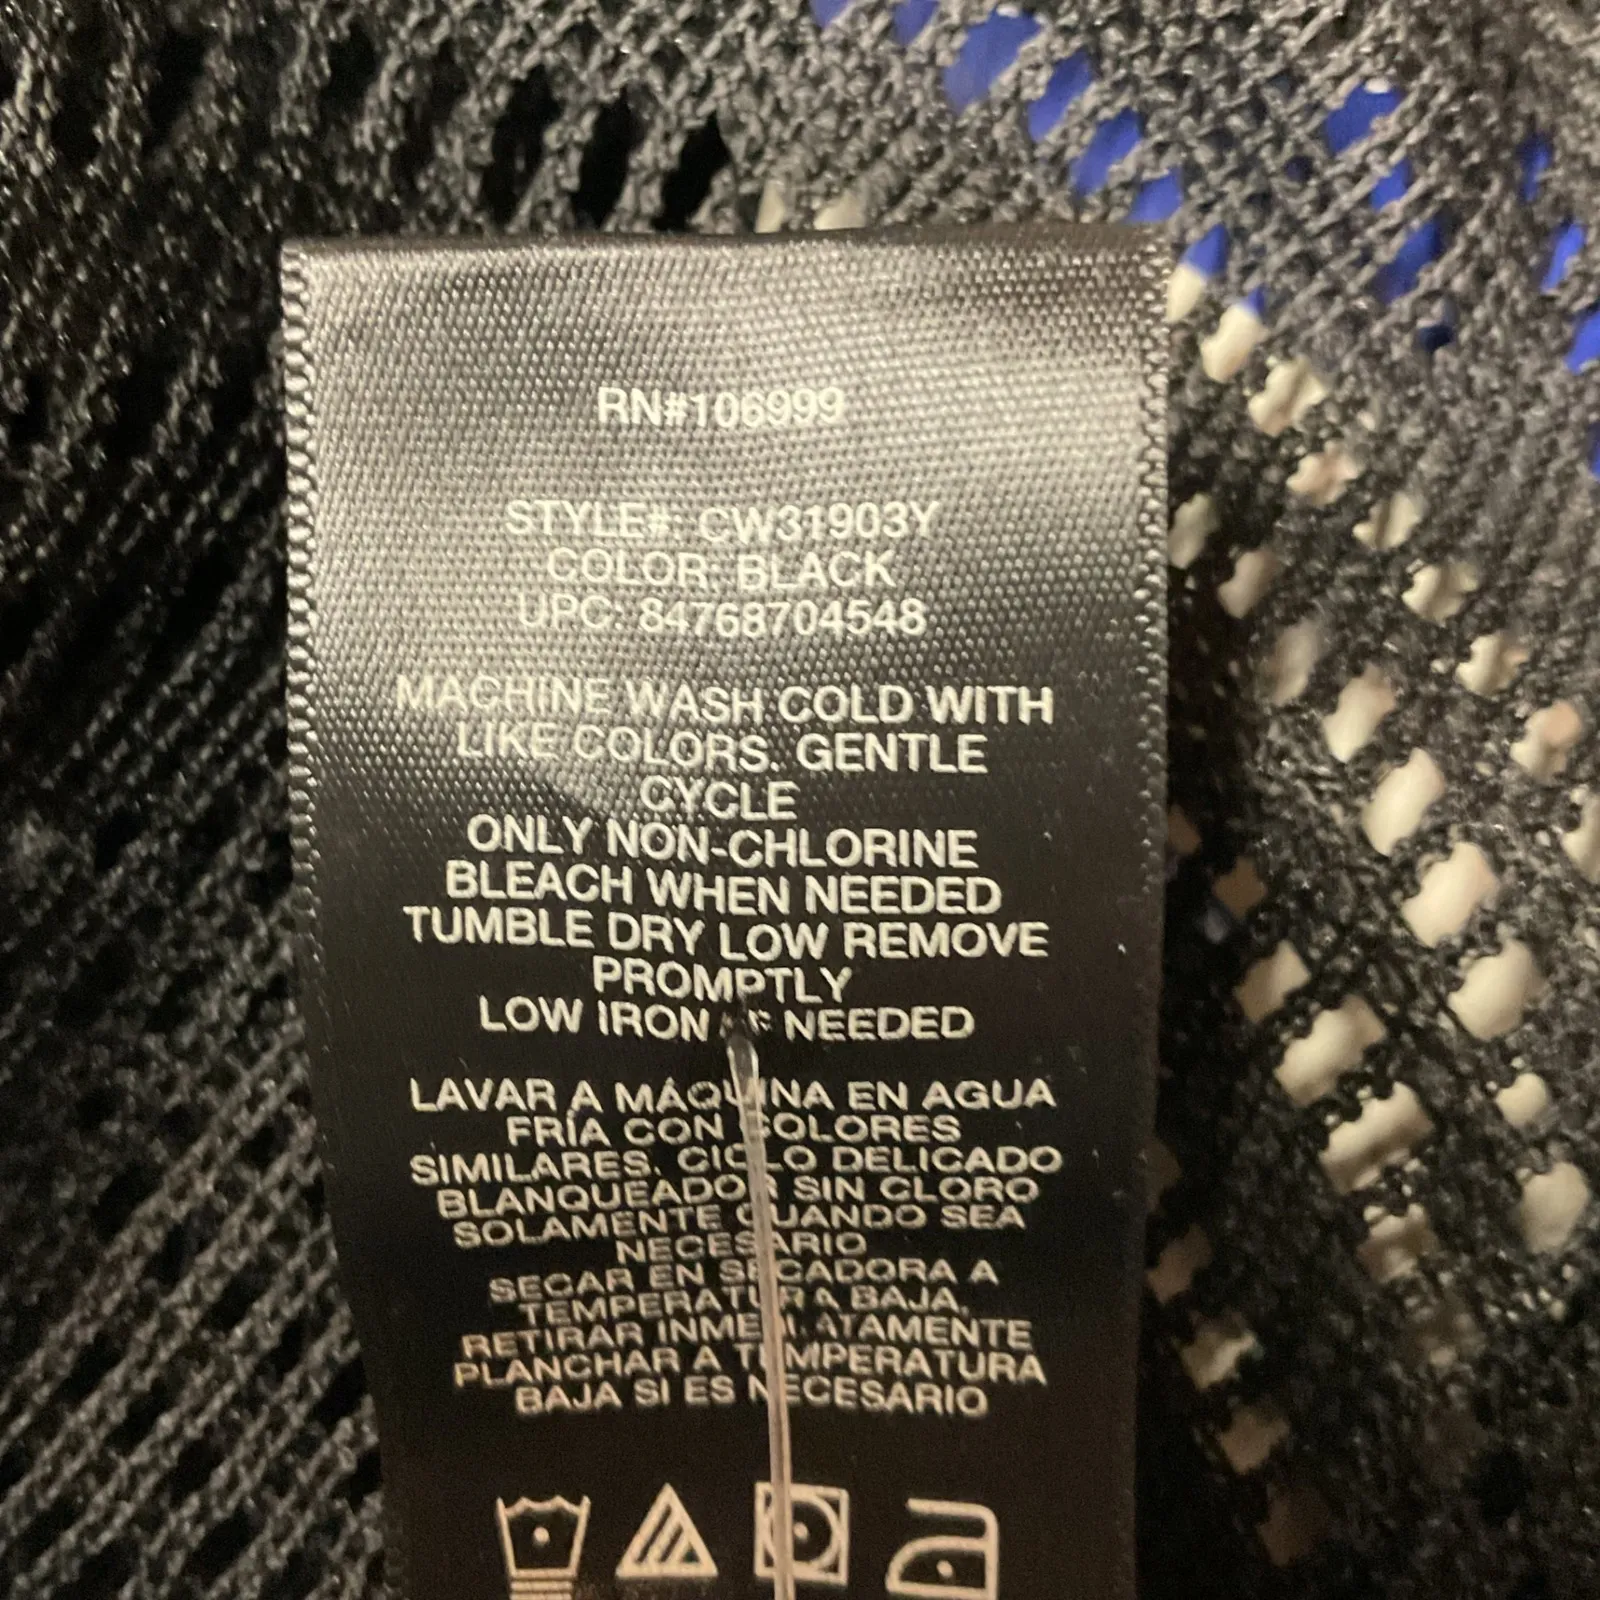 RN#106999
STYLE#: CW31903Y
COLOR: BLACK
UPC: 84768704548
MACHINE WASH COLD WITH
LIKE COLORS. GENTLE
CYCLE
ONLY NON-CHLORINE
BLEACH WHEN NEEDED
TUMBLE DRY LOW REMOVE
PROMPTLY
LOW IRON IF NEEDED
LAVAR A MÁQUINA EN AGUA
FRÍA CON COLORES
SIMILARES. CICLO DELICADO
BLANQUEADOR SIN CLORO
SOLAMENTE CUANDO SEA
NECESARIO
SECAR EN SECADORA A
TEMPERATURA BAJA,
RETIRAR INMEDIATAMENTE
PLANCHAR A TEMPERATURA
BAJA SI ES NECESARIO